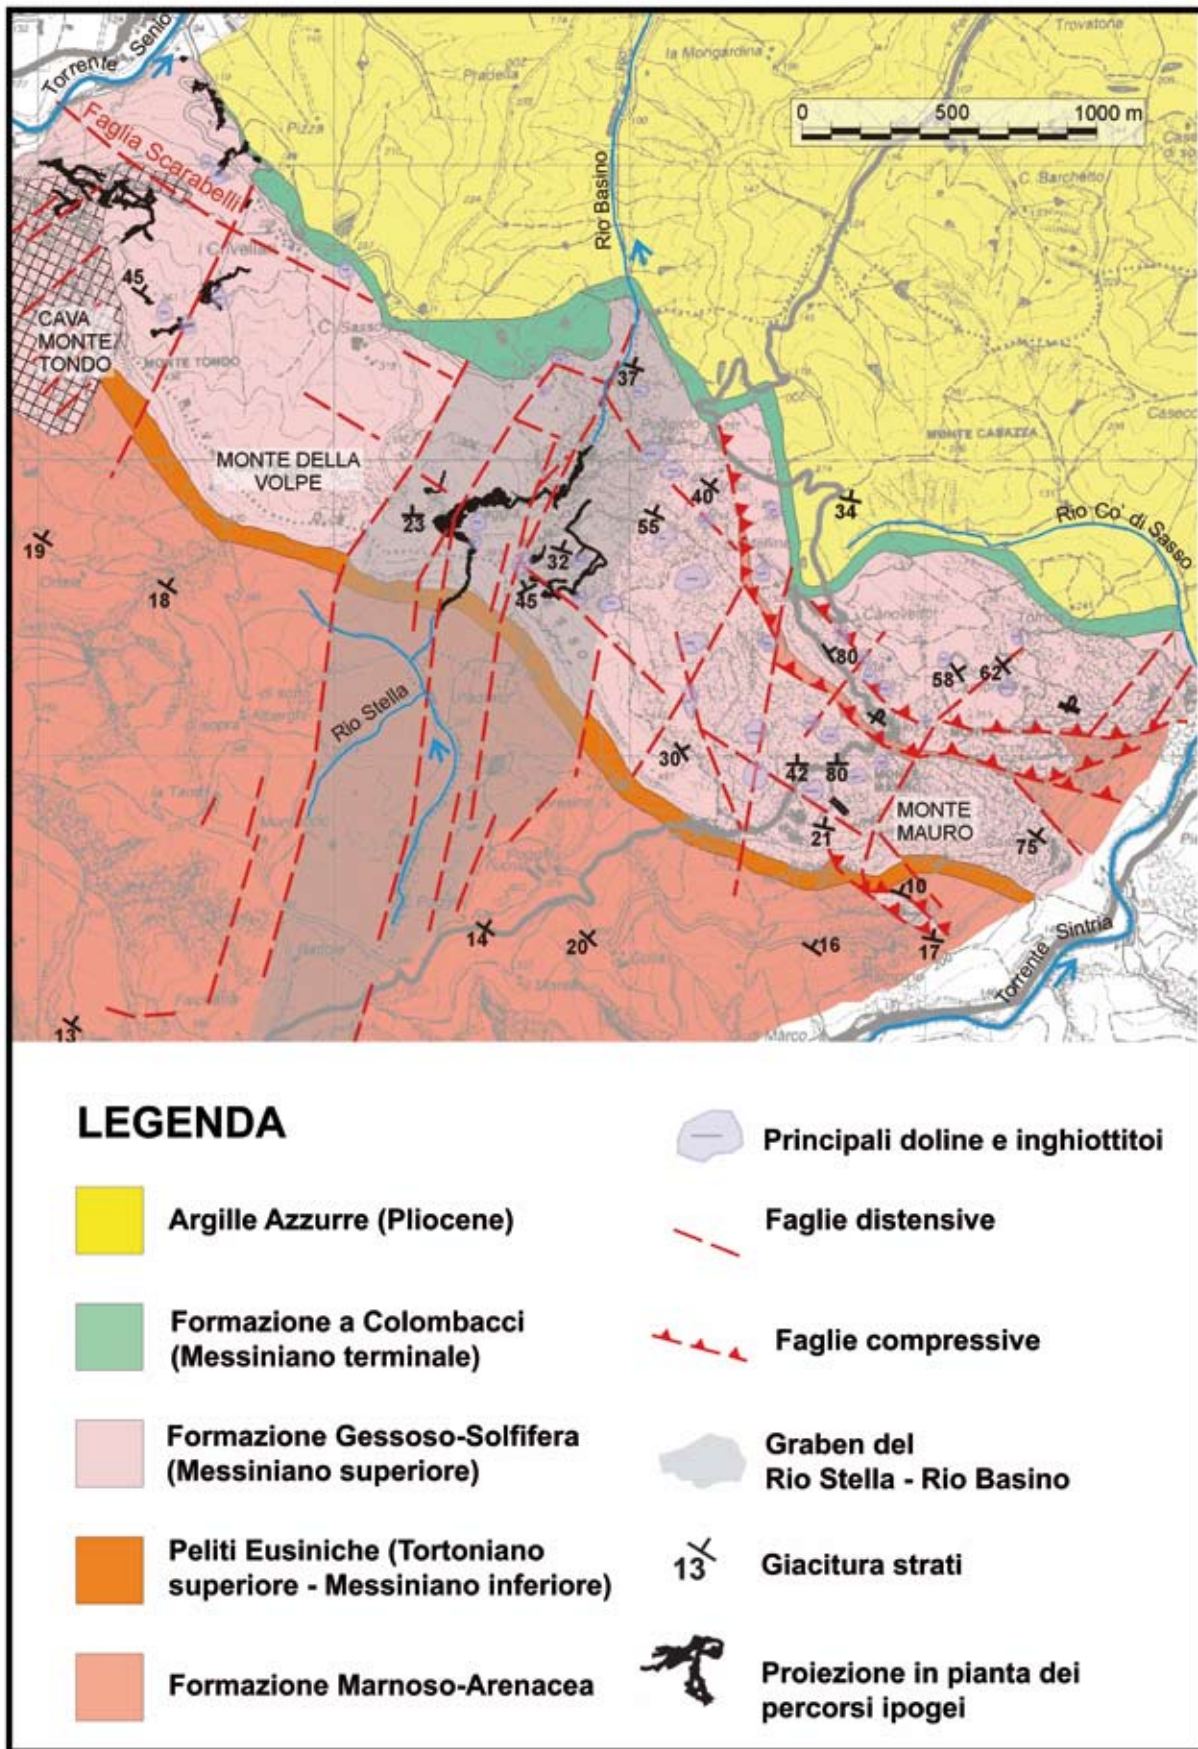 Torrente Senio
Faglia Scarabelli
la Mongardina
Trovatone
Pradella
Pizza
0 500 1000 m
Rio Basino
C. Barchetto
I Crivellari
45
CAVA
MONTE
TONDO
MONTE TONDO
C. Sasso
37
MONTE DELLA
VOLPE
MONTE CABAZZA
40
55
34
Rio Co' di Sasso
23
32
45
19
18
80
58
62
Rio Stella
30
42
80
MONTE
MAURO
21
75
10
14
20
16
17
Torrente Sintria
13
LEGENDA
Argille Azzurre (Pliocene)
Formazione a Colombacci
(Messiniano terminale)
Formazione Gessoso-Solfifera
(Messiniano superiore)
Peliti Eusiniche (Tortoniano
superiore - Messiniano inferiore)
Formazione Marnoso-Arenacea
Principali doline e inghiottitoi
Faglie distensive
Faglie compressive
Graben del
Rio Stella - Rio Basino
13
Giacitura strati
Proiezione in pianta dei
percorsi ipogei